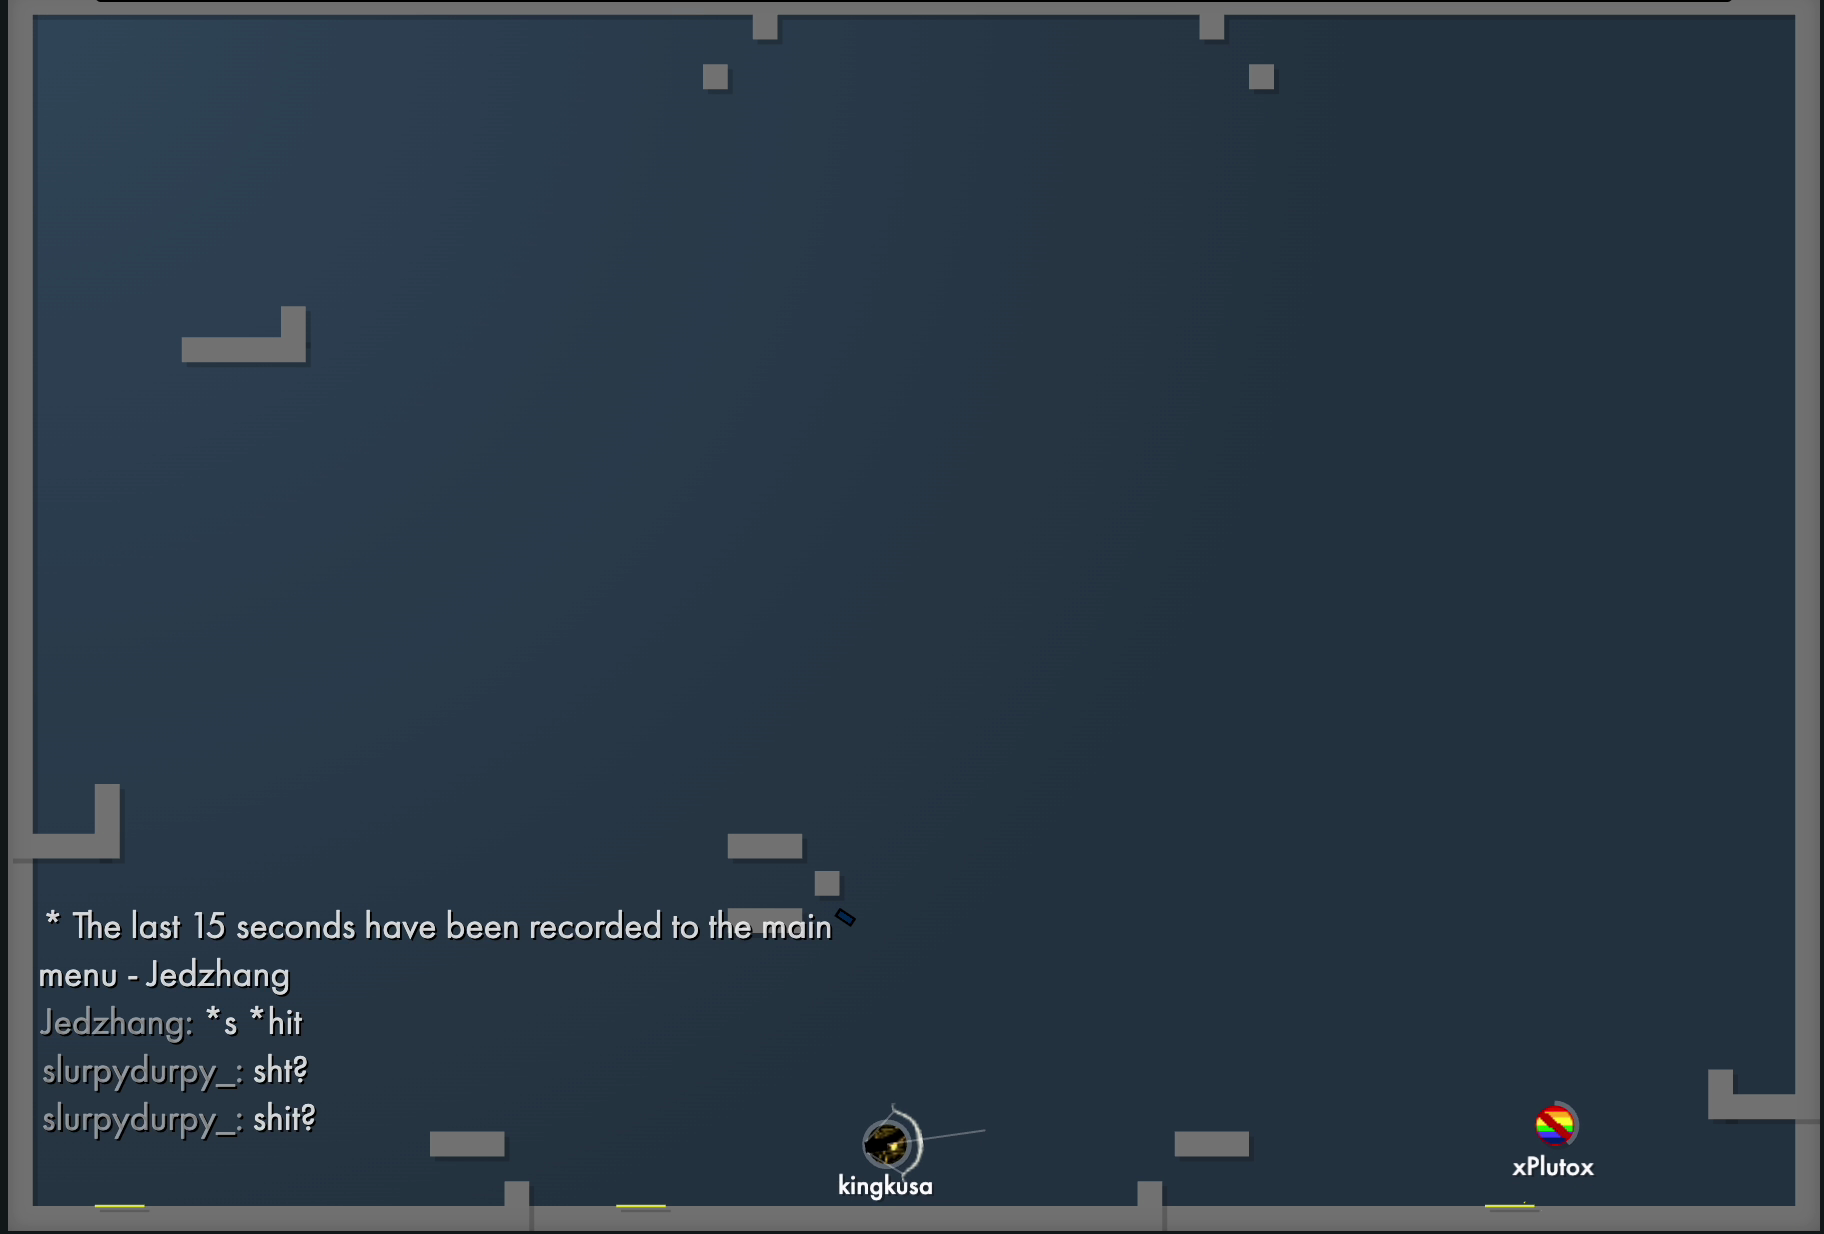 * The last 15 seconds have been recorded to the main
menu - Jedzhang
Jedzhang: *s *hit
slurpydurpy_: sht?
slurpydurpy_: shit?
kingkusa
xPlutox